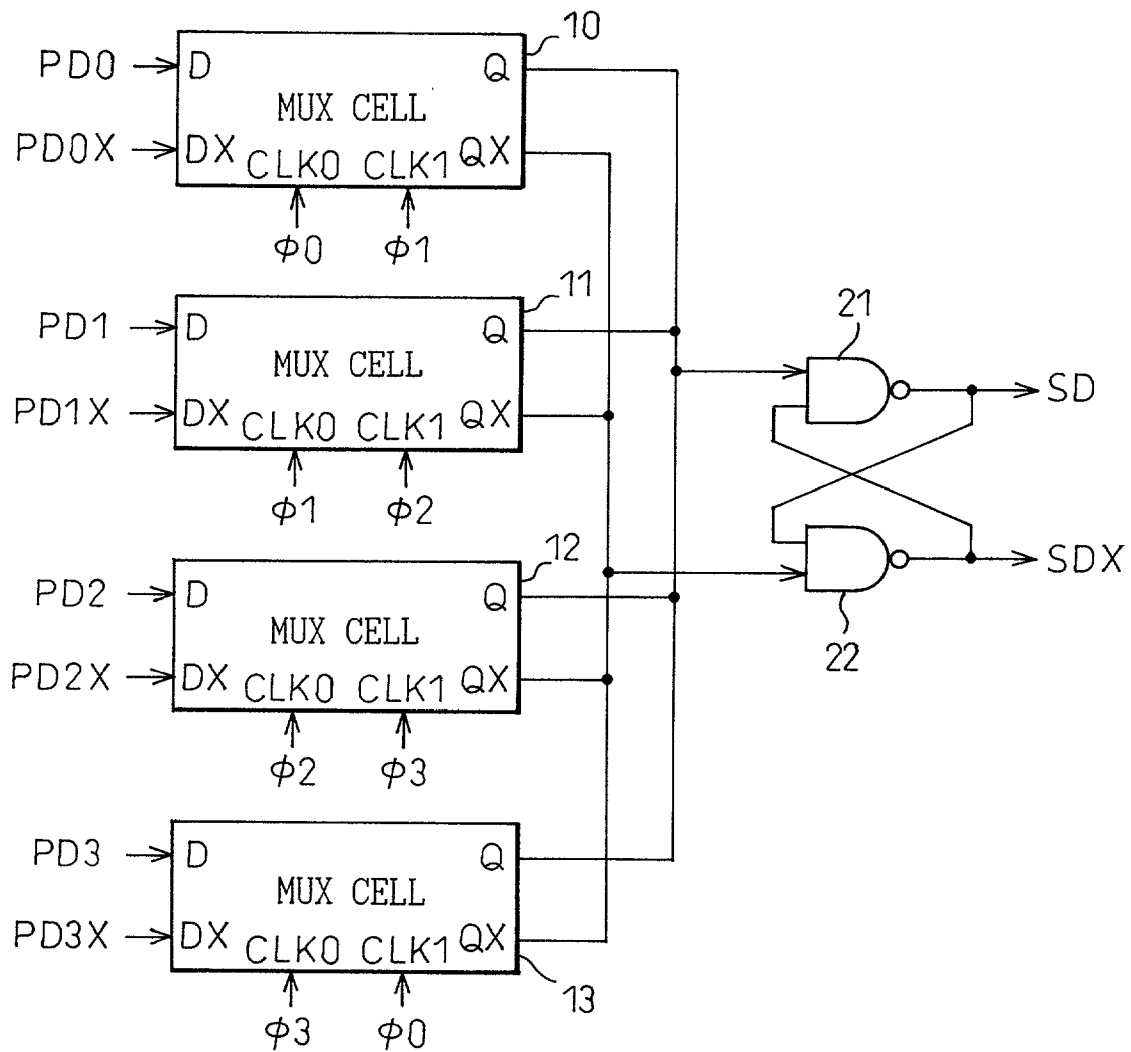 10
PD0 D Q
MUX CELL
PD0X DX CLK0 CLK1 QX
ϕ0 ϕ1
11
PD1 D Q
MUX CELL
PD1X DX CLK0 CLK1 QX
ϕ1 ϕ2
21
SD
12
PD2 D Q
MUX CELL
PD2X DX CLK0 CLK1 QX
ϕ2 ϕ3
SDX
22
PD3 D Q
MUX CELL
PD3X DX CLK0 CLK1 QX
13
ϕ3 ϕ0